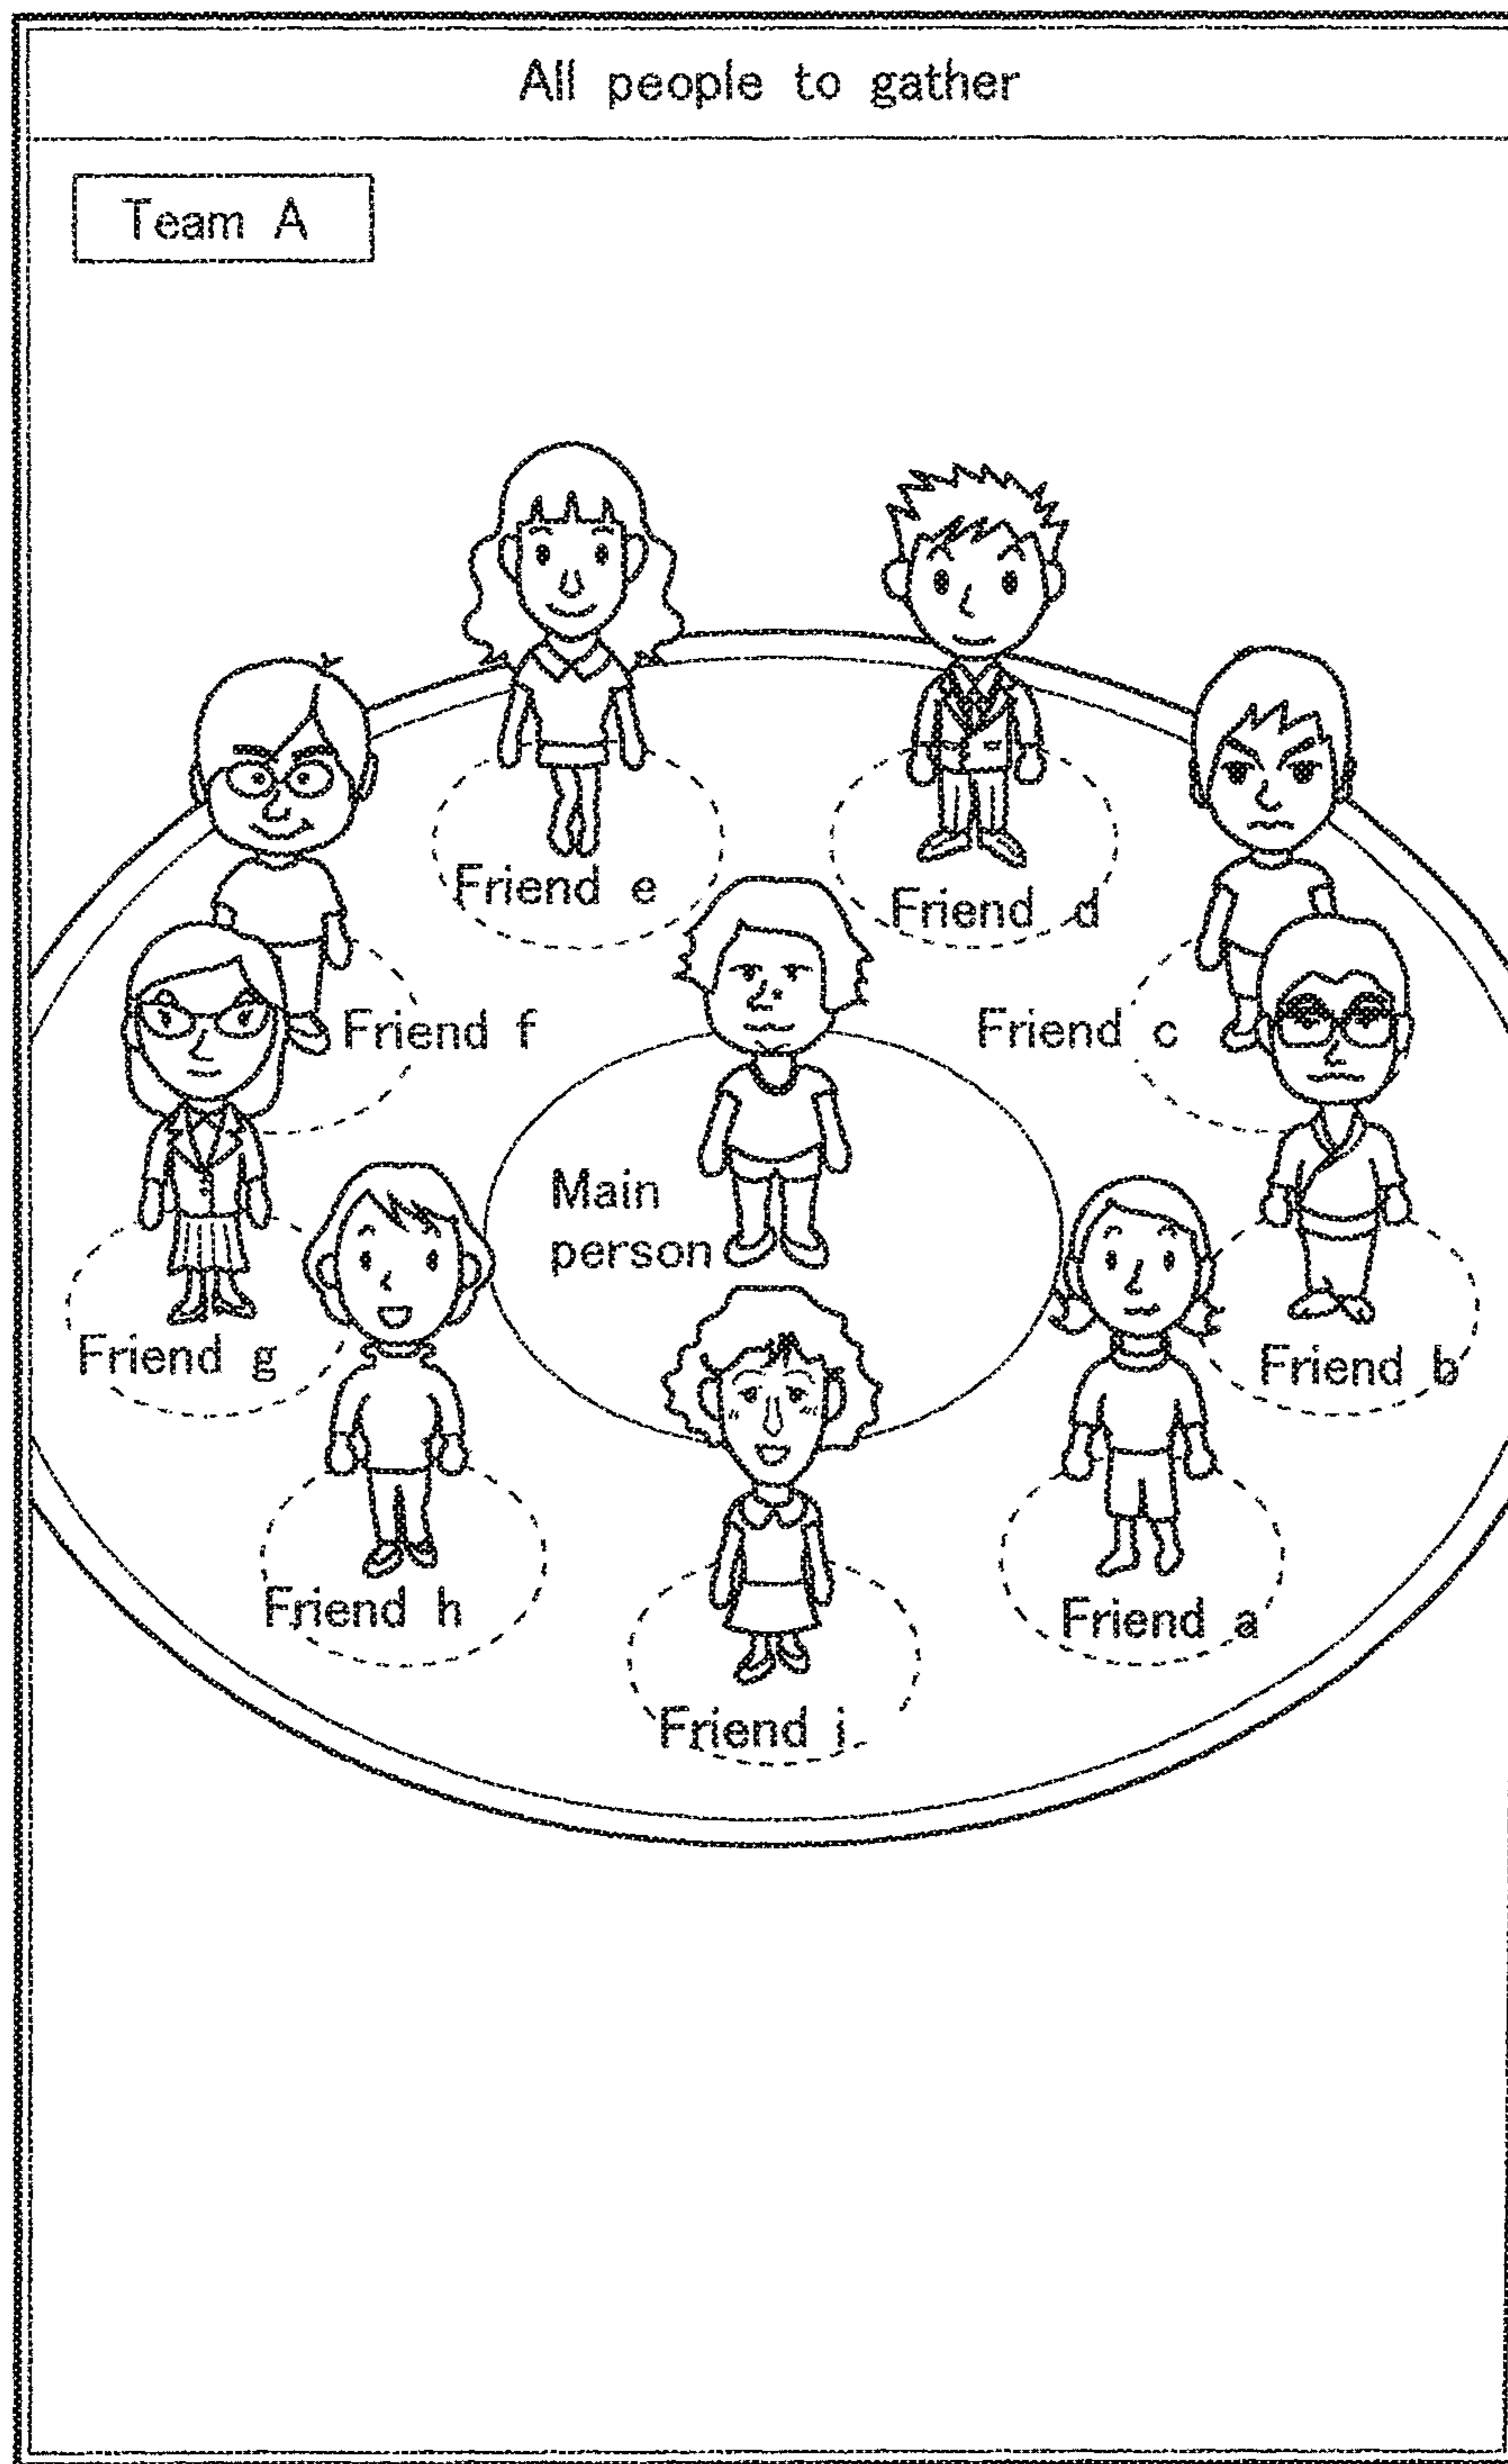 All people to gather
Team A
Friend e
Friend d
Friend f
Friend c
Main
person
Friend g
Friend b
Friend h
Friend a
Friend i